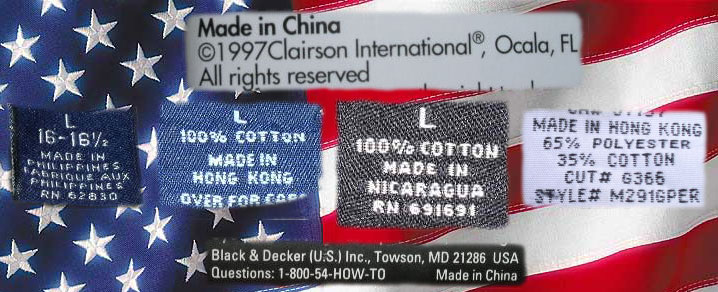 Made in China
©1997Clairson International®, Ocala, FL
All rights reserved
L
16-16½
MADE IN
PHILIPPINES
FABRIQUE AUX
PHILIPPINES
RN 62830
L
100% COTTON
MADE IN
HONG KONG
OVER FOR CARE
L
100% COTTON
MADE IN
NICARAGUA
RN 691691
MADE IN HONG KONG
65% POLYESTER
35% COTTON
CUT# G366
STYLE# M291GPER
Black & Decker (U.S.) Inc., Towson, MD 21286 USA
Questions: 1-800-54-HOW-TO Made in China